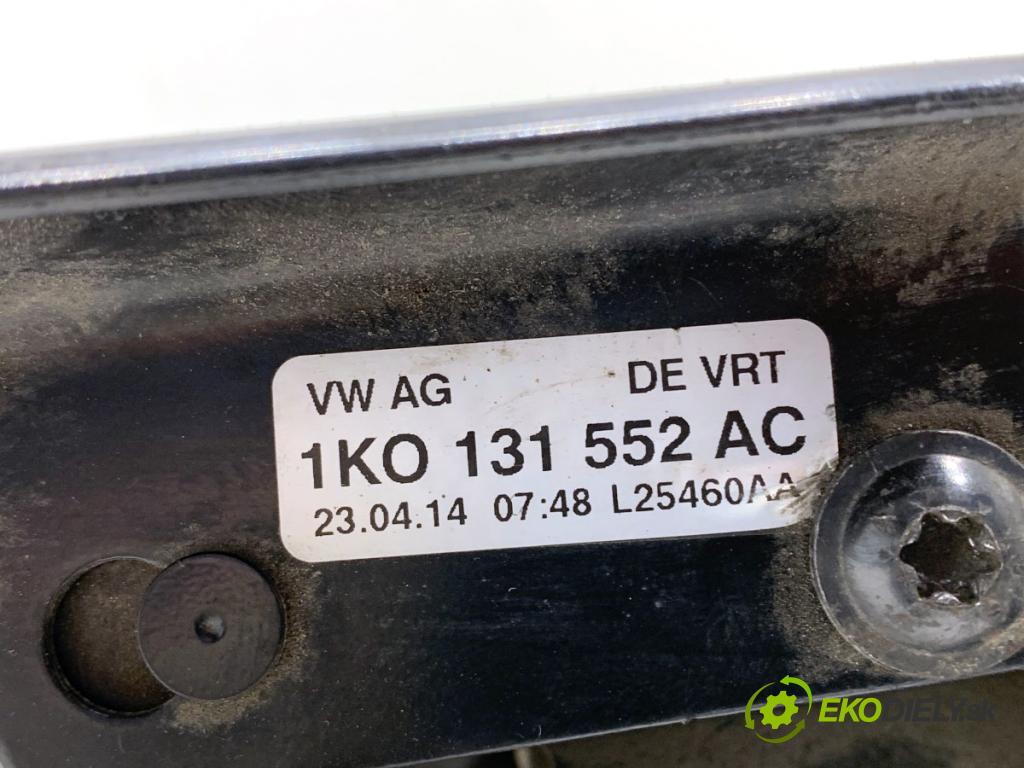 VW AG DE VRT
1KO 131 552 AC
23.04.14 07:48 L25460AA
EKODIELY.sk